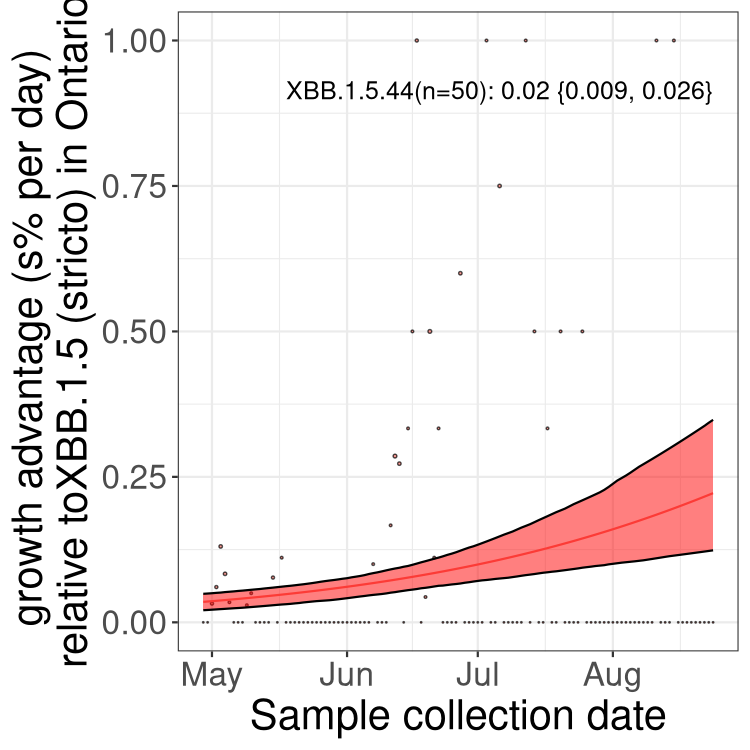 growth advantage (s% per day)
relative toXBB.1.5 (stricto) in Ontario
1.00
0.75
0.50
0.25
0.00
XBB.1.5.44(n=50): 0.02 {0.009, 0.026}
May Jun Jul Aug
Sample collection date